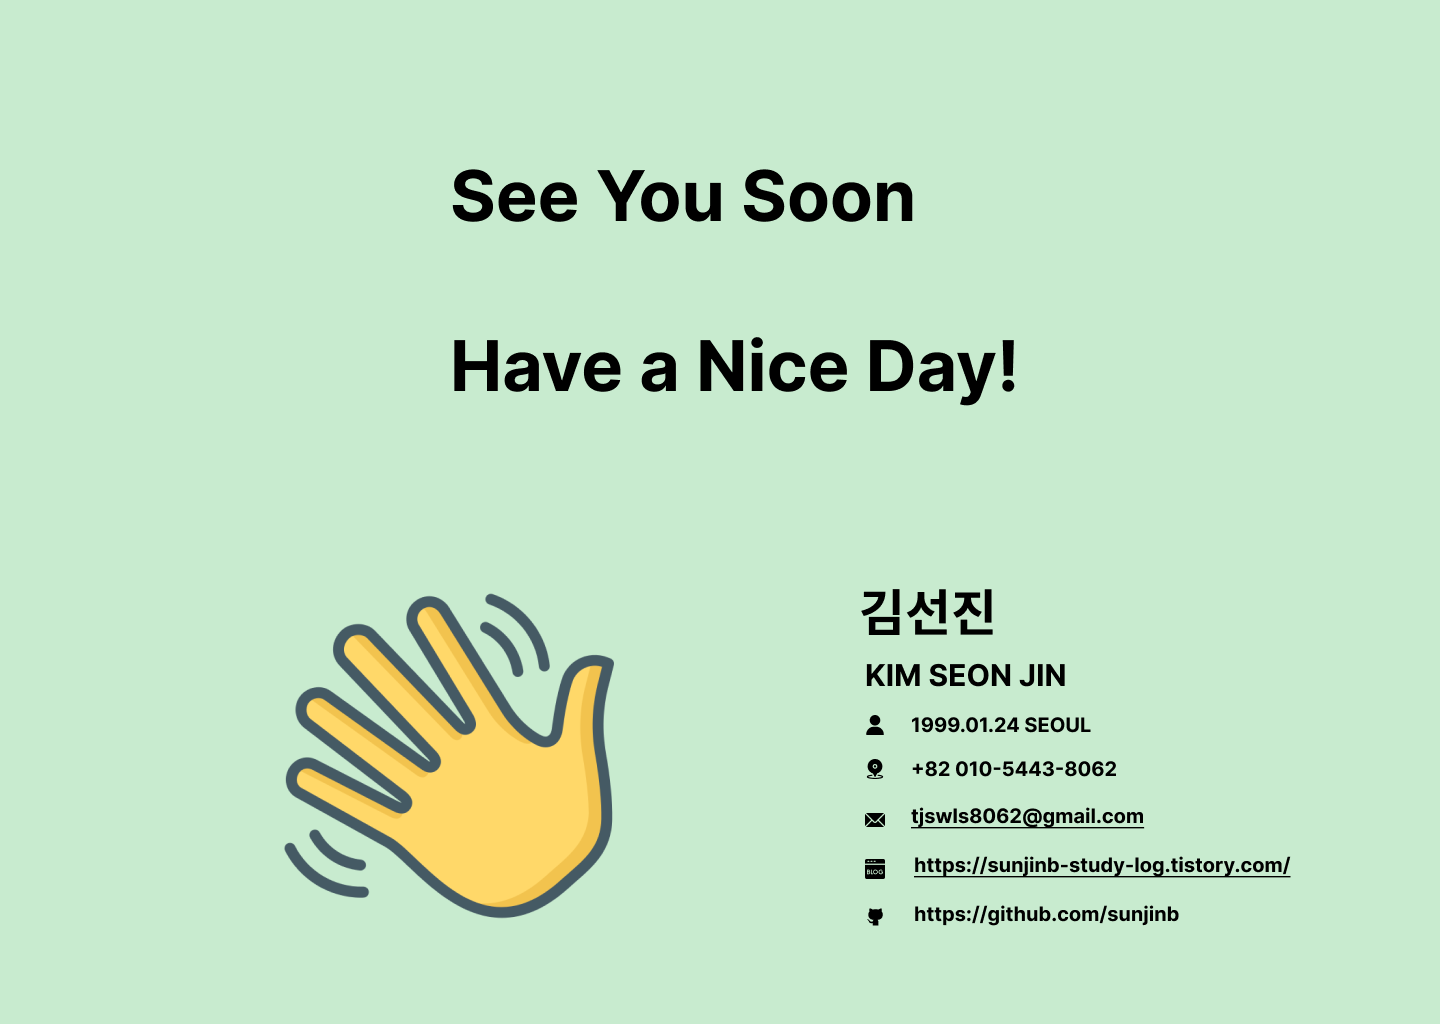 See You Soon
Have a Nice Day!
김선진
KIM SEON JIN
1999.01.24 SEOUL
+82 010-5443-8062
tjswls8062@gmail.com
BLOG
https://sunjinb-study-log.tistory.com/
https://github.com/sunjinb